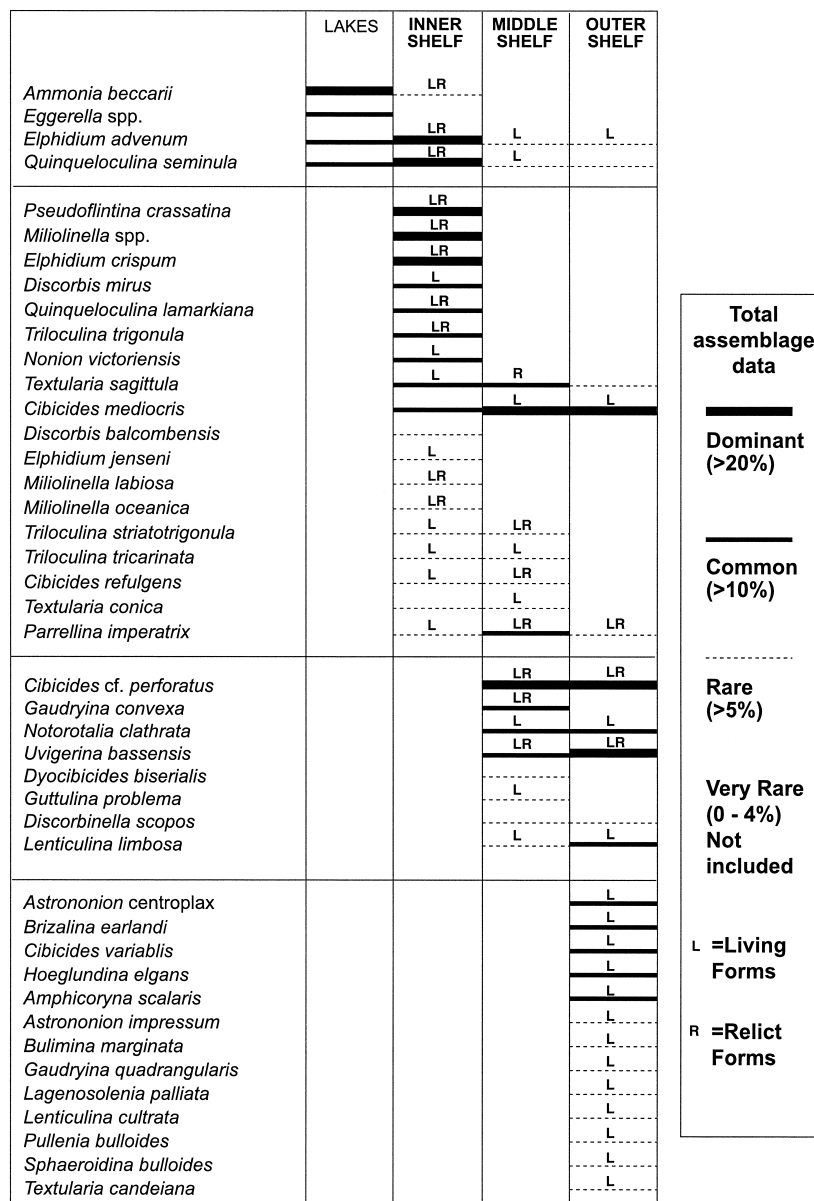 LAKES INNER SHELF MIDDLE SHELF OUTER SHELF
Ammonia beccarii LR
Eggerella spp.
Elphidium advenum LR L L
Quinqueloculina seminula LR L
Pseudoflintina crassatina LR
Miliolinella spp. LR
Elphidium crispum LR
Discorbis mirus L
Quinqueloculina lamarkiana LR
Triloculina trigonula LR
Nonion victoriensis L
Textularia sagittula L R
Cibicides mediocris L L
Discorbis balcombensis
Elphidium jenseni L
Miliolinella labiosa LR
Miliolinella oceanica LR
Triloculina striatotrigonula L LR
Triloculina tricarinata L L
Cibicides refulgens L LR
Textularia conica L
Parrellina imperatrix L LR LR
Cibicides cf. perforatus LR LR
Gaudryina convexa LR
Notorotalia clathrata L L
Uvigerina bassensis LR LR
Dyocibicides biserialis
Guttulina problema L
Discorbinella scopos
Lenticulina limbosa L L
Astrononion centroplax L
Brizalina earlandi L
Cibicides variablis L
Hoeglundina elgans L
Amphicoryna scalaris L
Astrononion impressum L
Bulimina marginata L
Gaudryina quadrangularis L
Lagenosolenia palliata L
Lenticulina cultrata L
Pullenia bulloides L
Sphaeroidina bulloides L
Textularia candeiana L
Total
assemblage
data
Dominant
(>20%)
Common
(>10%)
Rare
(>5%)
Very Rare
(0 - 4%)
Not
included
L =Living
Forms
R =Relict
Forms